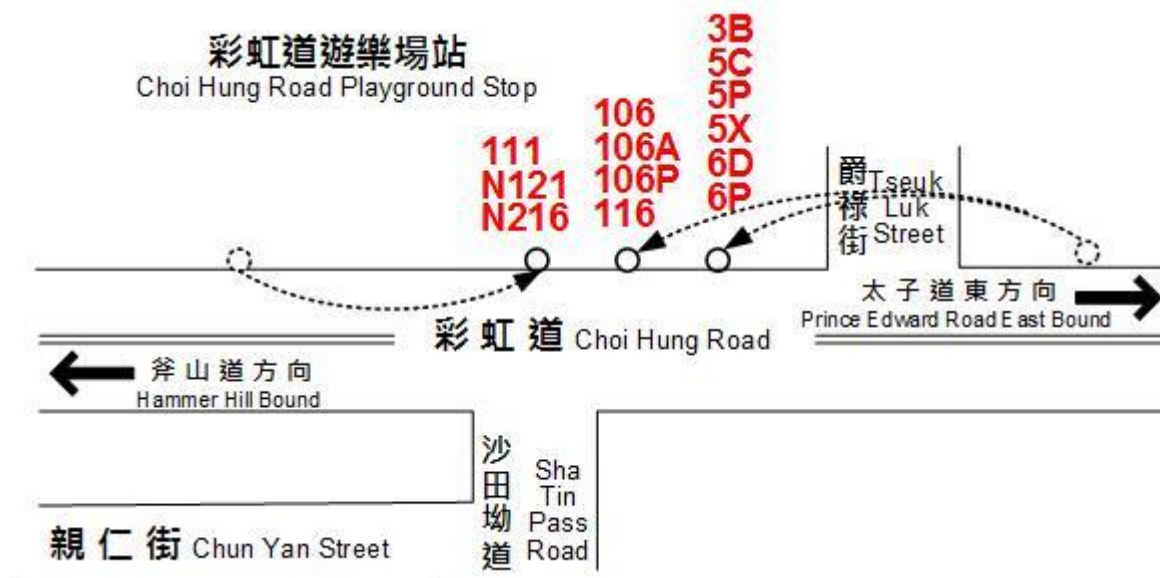 彩虹道遊樂場站
Choi Hung Road Playground Stop
111
N121
N216
106
106A
106P
116
3B
5C
5P
5X
6D
6P
爵祿街
Tseuk
Luk
Street
太子道東方向
Prince Edward Road East Bound
彩虹道 Choi Hung Road
斧山道方向
Hammer Hill Bound
沙田坳道
Sha
Tin
Pass
Road
親仁街 Chun Yan Street